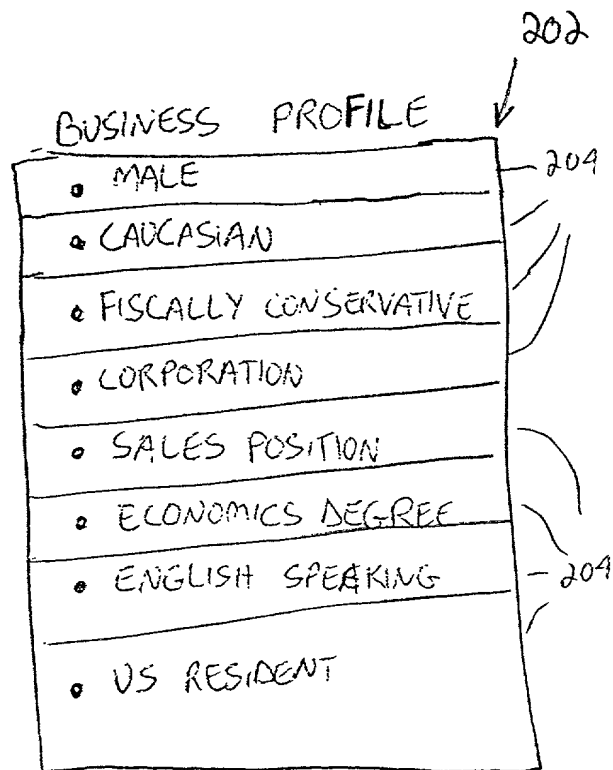 202
BUSINESS PROFILE
• MALE
204
• CAUCASIAN
• FISCALLY CONSERVATIVE
• CORPORATION
• SALES POSITION
• ECONOMICS DEGREE
• ENGLISH SPEAKING
204
• US RESIDENT